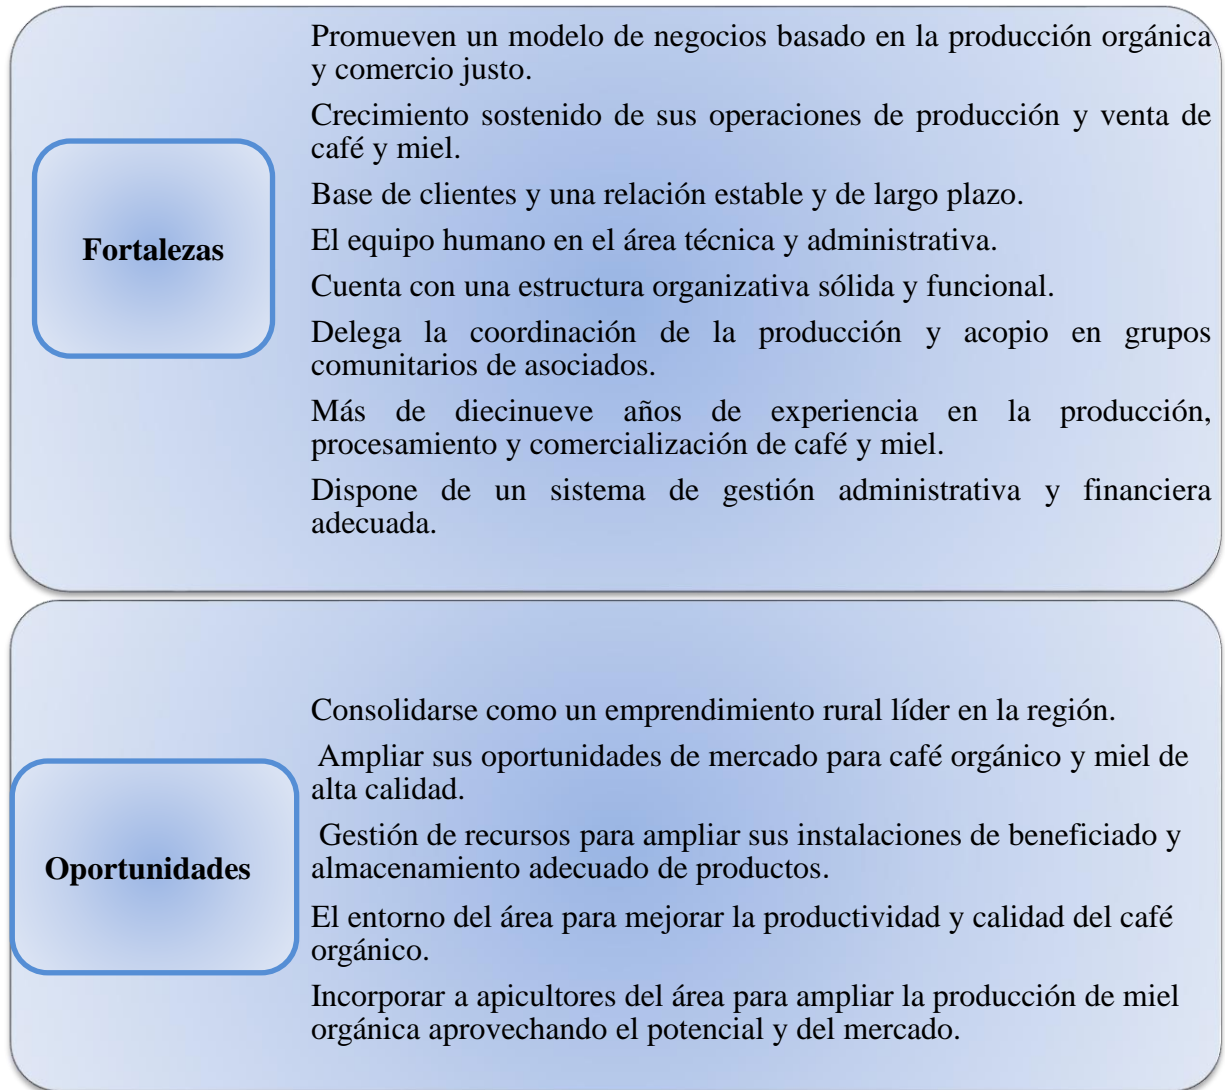 Fortalezas
Promueven un modelo de negocios basado en la producción orgánica
y comercio justo.
Crecimiento sostenido de sus operaciones de producción y venta de
café y miel.
Base de clientes y una relación estable y de largo plazo.
El equipo humano en el área técnica y administrativa.
Cuenta con una estructura organizativa sólida y funcional.
Delega la coordinación de la producción y acopio en grupos
comunitarios de asociados.
Más de diecinueve años de experiencia en la producción,
procesamiento y comercialización de café y miel.
Dispone de un sistema de gestión administrativa y financiera
adecuada.
Oportunidades
Consolidarse como un emprendimiento rural líder en la región.
Ampliar sus oportunidades de mercado para café orgánico y miel de
alta calidad.
Gestión de recursos para ampliar sus instalaciones de beneficiado y
almacenamiento adecuado de productos.
El entorno del área para mejorar la productividad y calidad del café
orgánico.
Incorporar a apicultores del área para ampliar la producción de miel
orgánica aprovechando el potencial y del mercado.